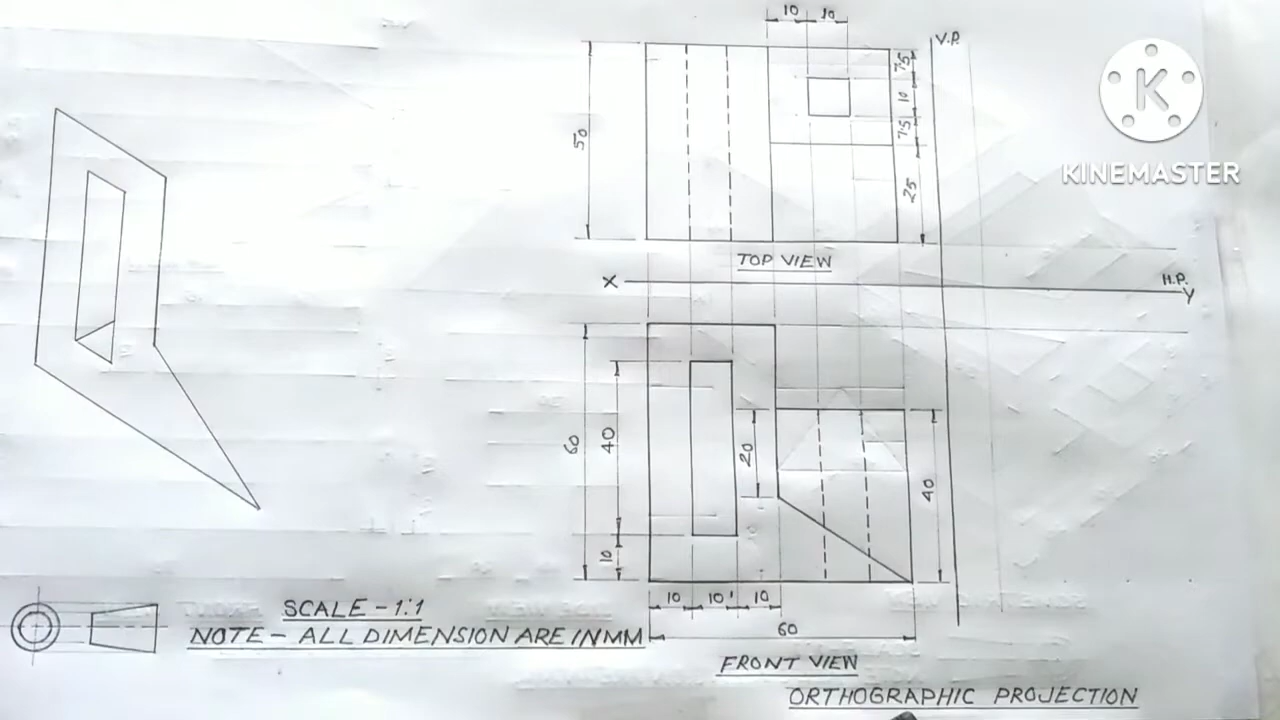 10 10
V.P.
7.5
10
7.5
25
50
K
KINEMASTER
TOP VIEW
X
H.P.
Y
60
40
20
40
10
10 10 10
60
SCALE - 1:1
NOTE - ALL DIMENSION ARE IN MM
FRONT VIEW
ORTHOGRAPHIC PROJECTION